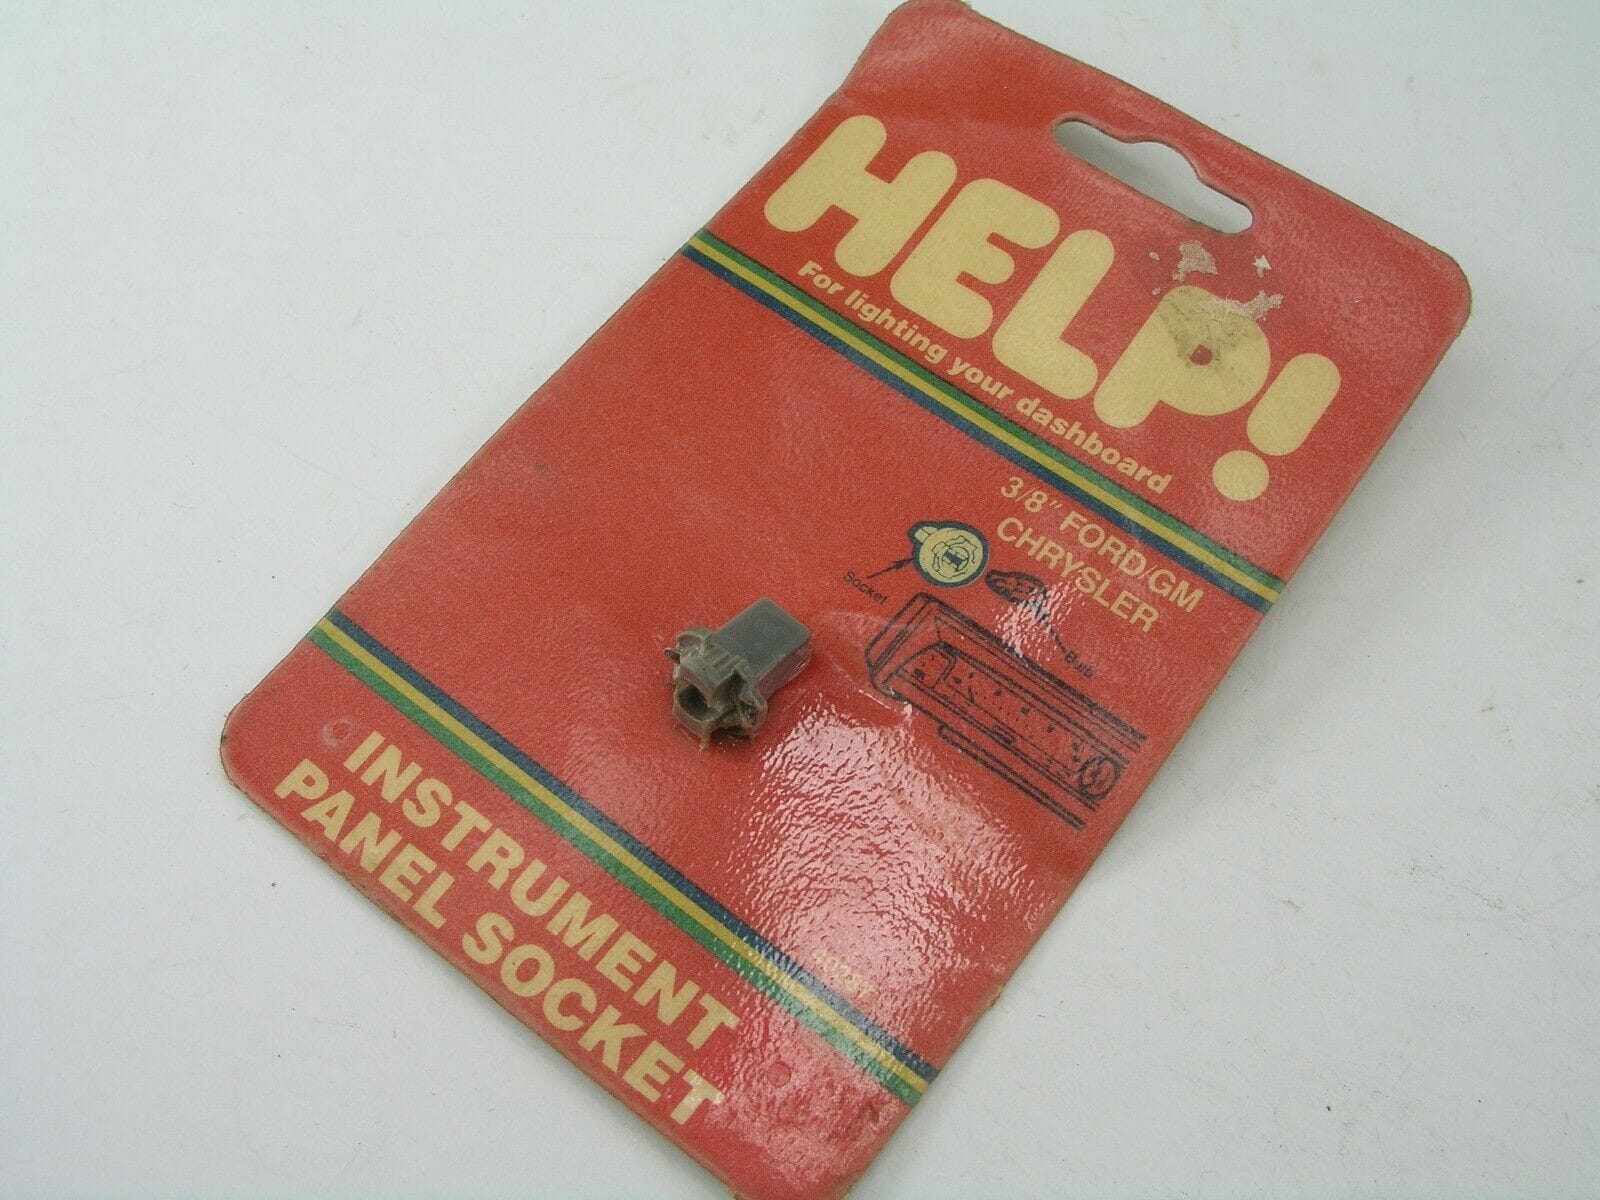 HELP!
For lighting your dashboard
3/8" FORD/GM
CHRYSLER
Socket
Bulb
INSTRUMENT
PANEL SOCKET